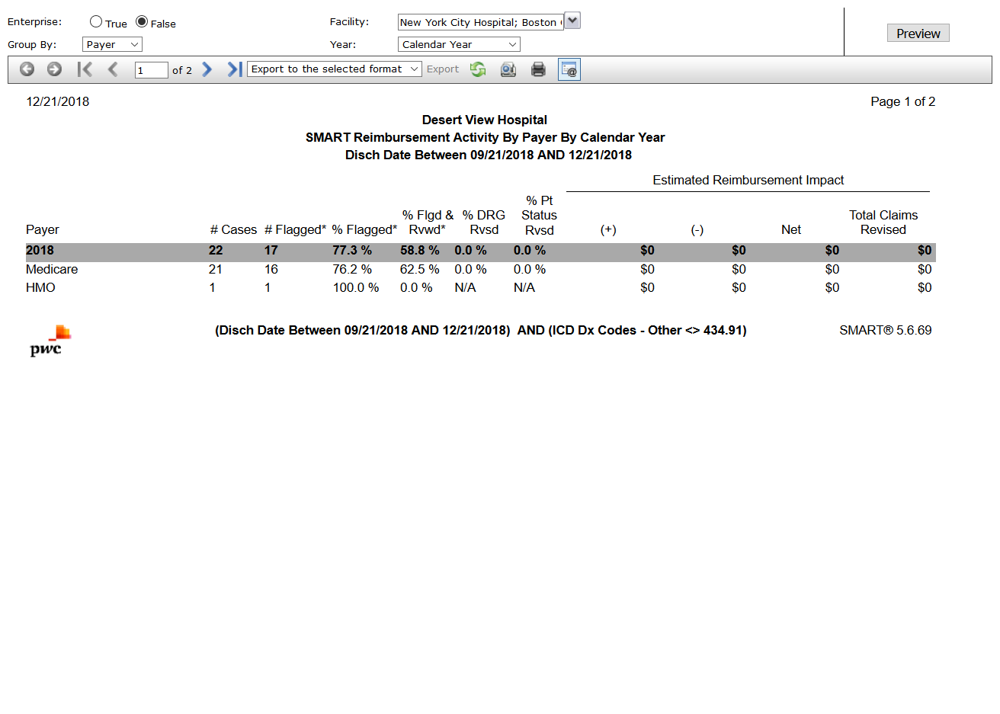 Enterprise: True False Facility: New York City Hospital; Boston
Group By: Payer Year: Calendar Year Preview
1 of 2 Export to the selected format Export
12/21/2018 Page 1 of 2
Desert View Hospital
SMART Reimbursement Activity By Payer By Calendar Year
Disch Date Between 09/21/2018 AND 12/21/2018
Estimated Reimbursement Impact
Payer # Cases # Flagged* % Flagged* % Flgd & Rvwd* % DRG Rvsd % Pt Status Rvsd (+) (-) Net Total Claims Revised
2018 22 17 77.3 % 58.8 % 0.0 % 0.0 % $0 $0 $0 $0
Medicare 21 16 76.2 % 62.5 % 0.0 % 0.0 % $0 $0 $0 $0
HMO 1 1 100.0 % 0.0 % N/A N/A $0 $0 $0 $0
pwc (Disch Date Between 09/21/2018 AND 12/21/2018) AND (ICD Dx Codes - Other <> 434.91) SMART® 5.6.69